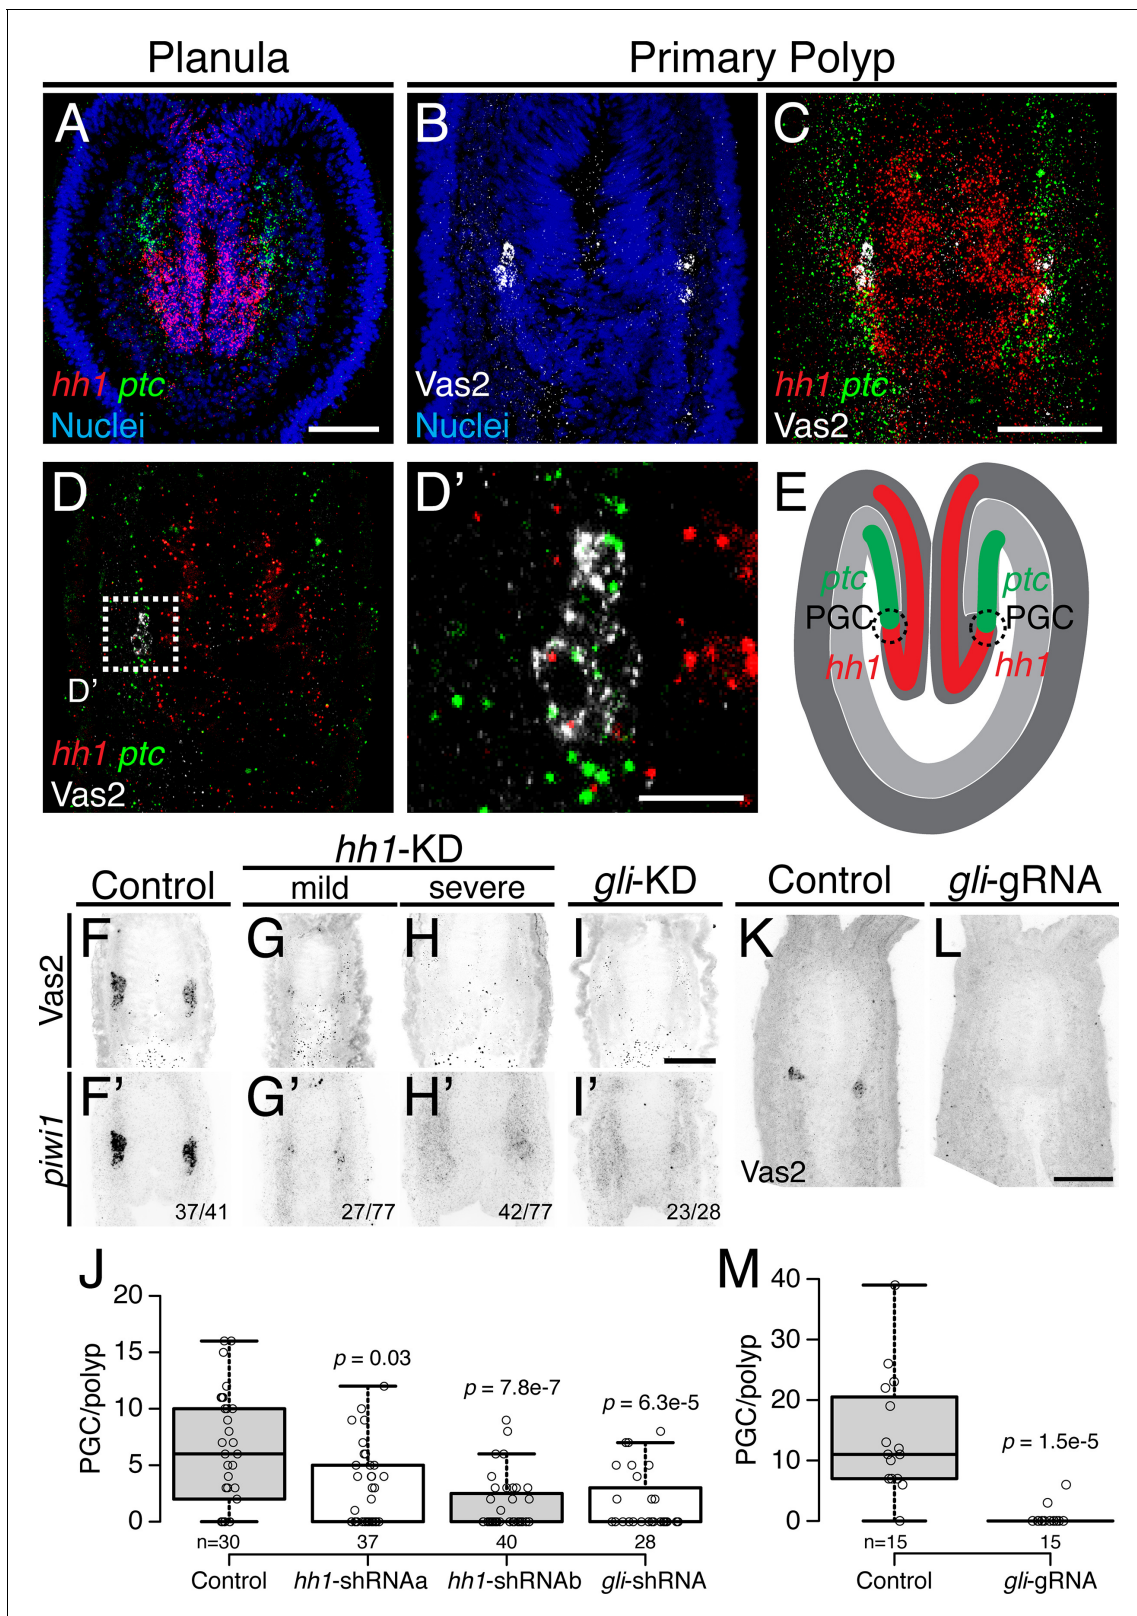 Planula
Primary Polyp
A
hh1 ptc
Nuclei
B
Vas2
Nuclei
C
hh1 ptc
Vas2
D
D’
hh1 ptc
Vas2
D’
E
ptc
ptc
PGC
PGC
hh1
hh1
hh1-KD
Control
mild
severe
gli-KD
Control
gli-gRNA
Vas2
F
G
H
I
K
L
piwi1
F’
G’
H’
I’
37/41
27/77
42/77
23/28
Vas2
J
PGC/polyp
20
15
10
5
0
p = 0.03
p = 7.8e-7
p = 6.3e-5
n=30
37
40
28
Control
hh1-shRNAa
hh1-shRNAb
gli-shRNA
M
PGC/polyp
40
30
20
10
0
p = 1.5e-5
n=15
15
Control
gli-gRNA